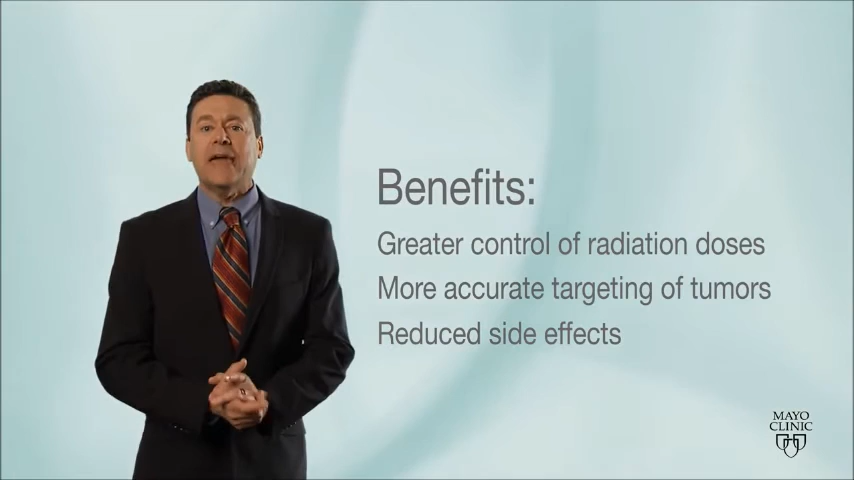 Benefits:
Greater control of radiation doses
More accurate targeting of tumors
Reduced side effects
MAYO
CLINIC